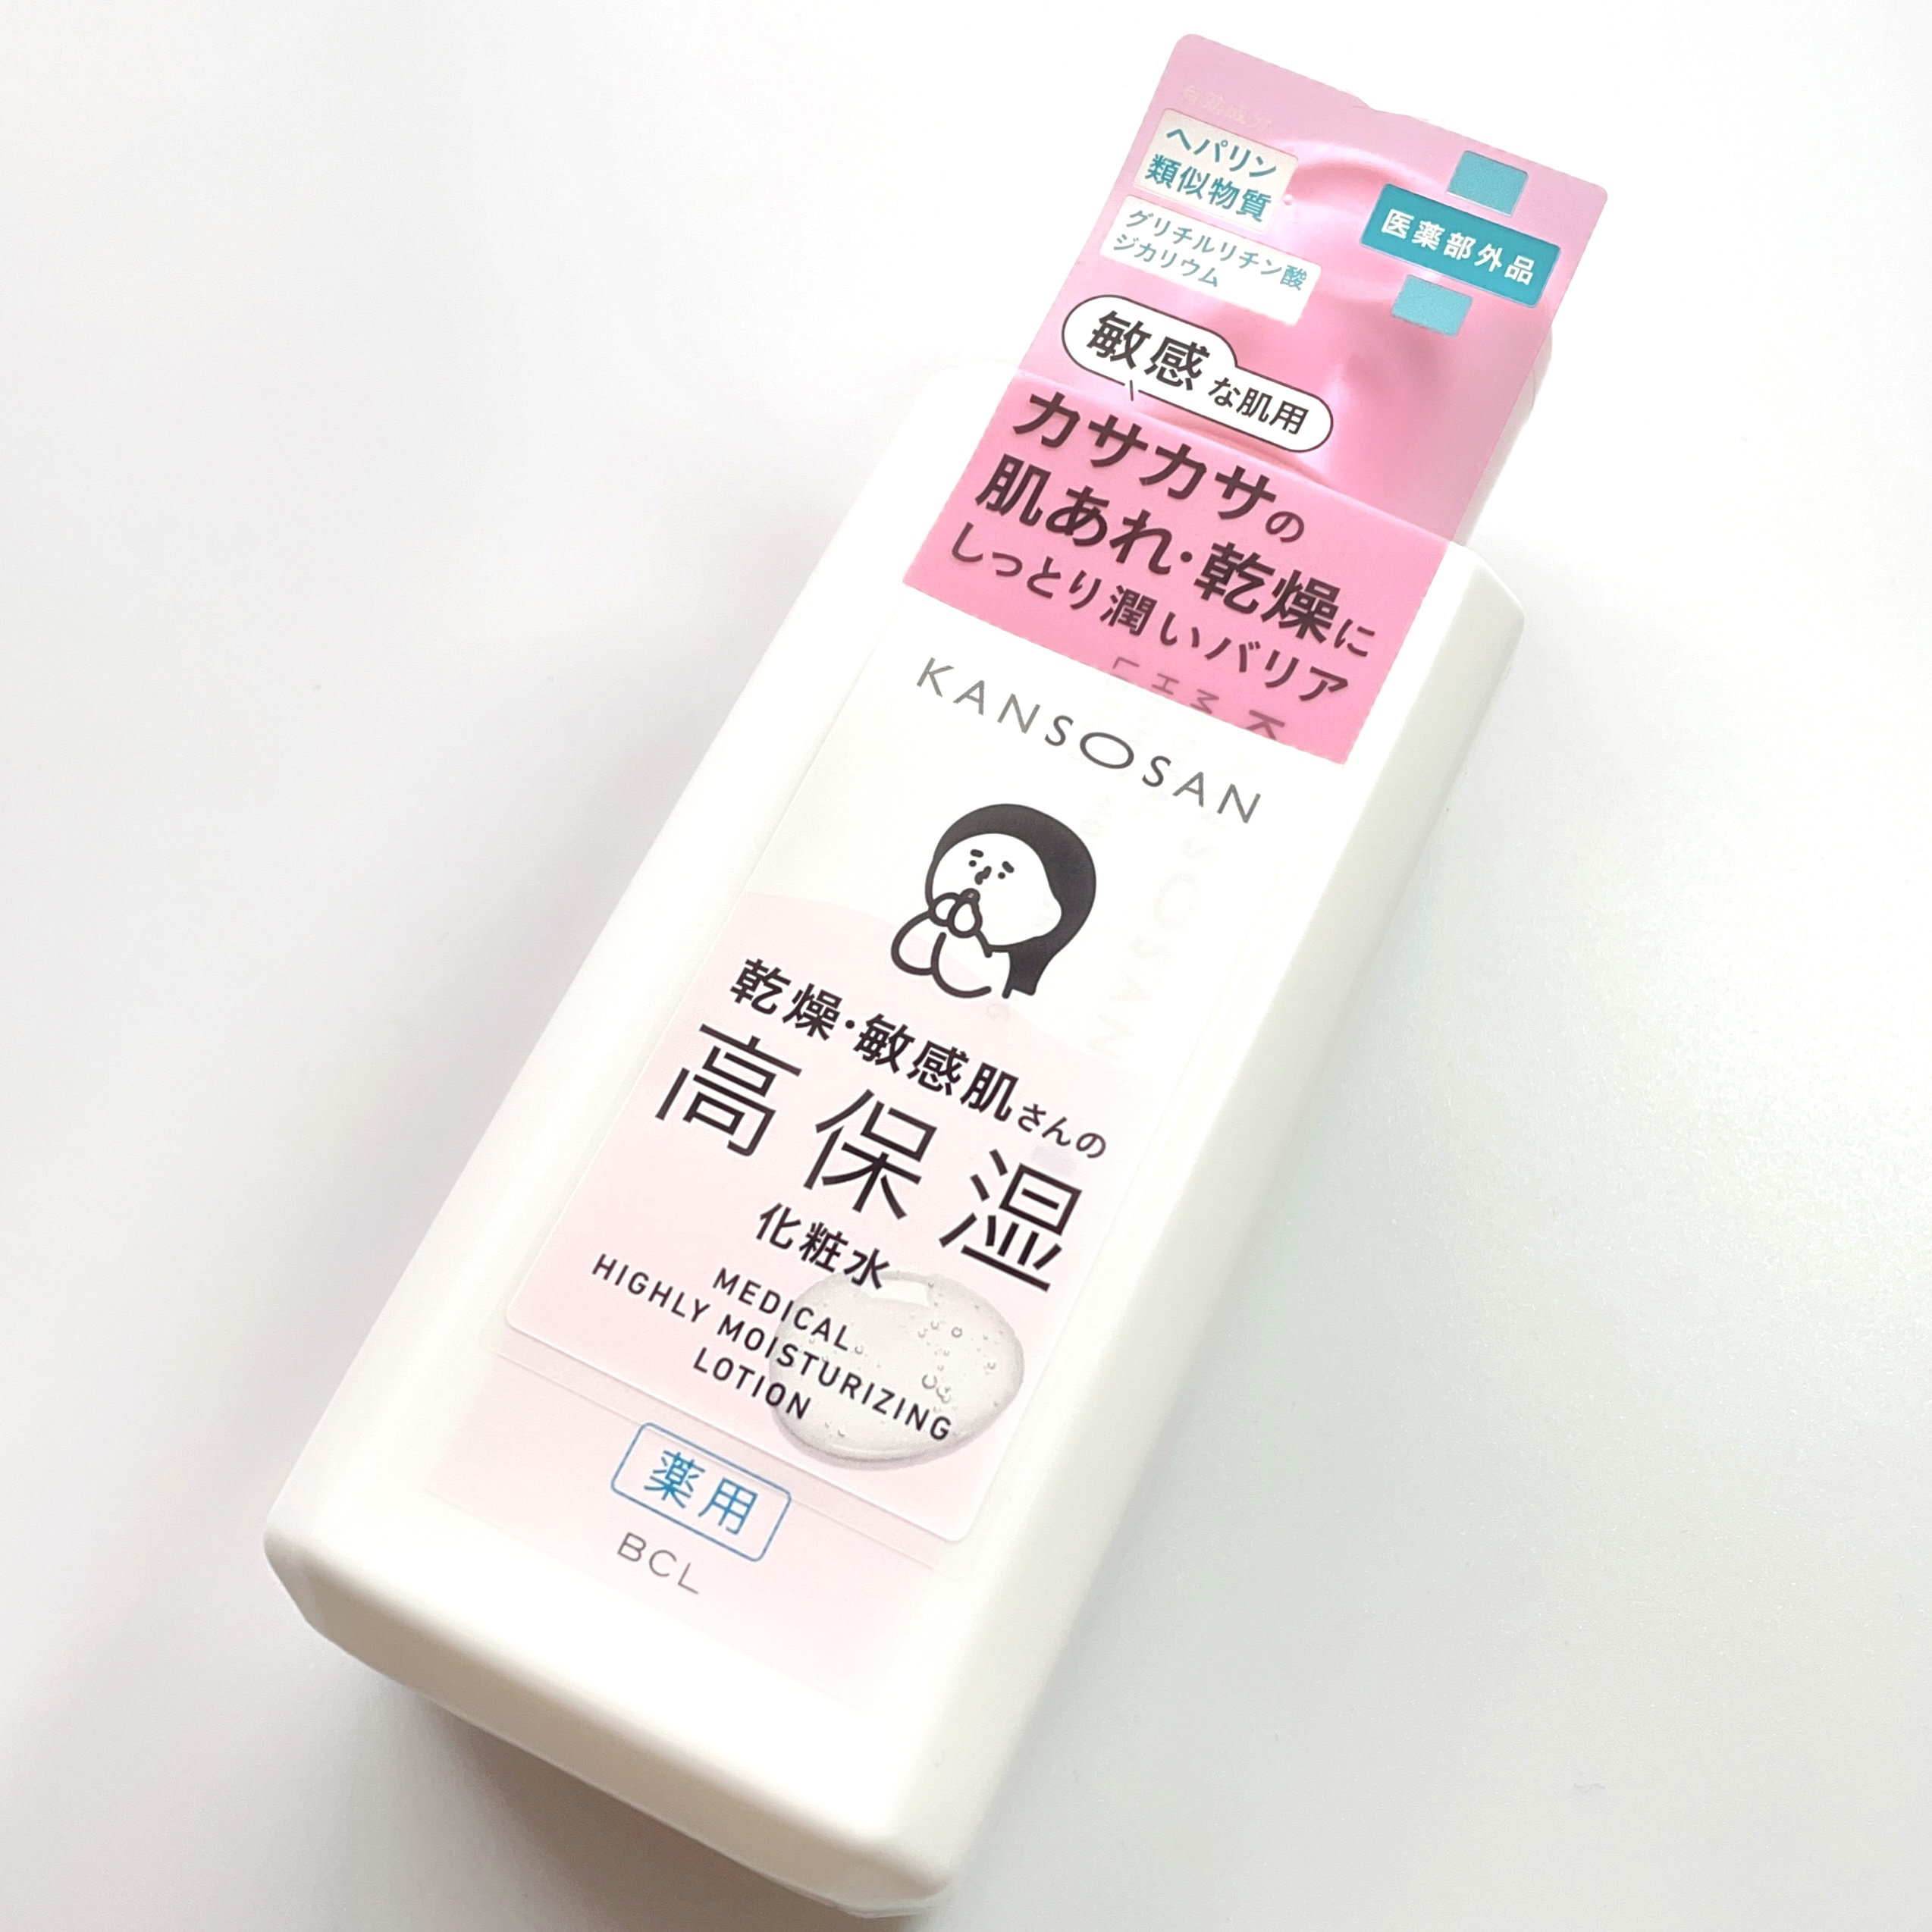 有効成分
ヘパリン
類似物質
グリチルリチン酸
ジカリウム
医薬部外品
敏感な肌用
カサカサの
肌あれ・乾燥に
しっとり潤いバリア
KANSOSAN
乾燥・敏感肌さんの
高保湿
化粧水
MEDICAL
HIGHLY MOISTURIZING
LOTION
薬用
BCL